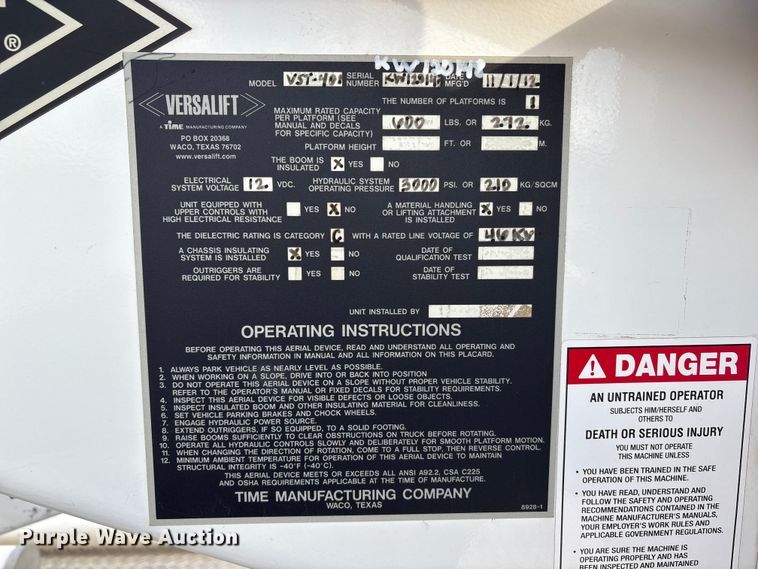 ®
KW120142
VERSALIFT
A TIME MANUFACTURING COMPANY
PO BOX 20368
WACO, TEXAS 76702
www.versalift.com
MODEL SERIAL NUMBER DATE MFG'D 11/1/12
THE NUMBER OF PLATFORMS IS 1
MAXIMUM RATED CAPACITY
PER PLATFORM (SEE
MANUAL AND DECALS
FOR SPECIFIC CAPACITY)
LBS. OR 272 KG.
PLATFORM HEIGHT FT. OR M.
THE BOOM IS
INSULATED X YES NO
ELECTRICAL
SYSTEM VOLTAGE 12. VDC.
HYDRAULIC SYSTEM
OPERATING PRESSURE 3000 PSI. OR 210 KG/SQCM
UNIT EQUIPPED WITH
UPPER CONTROLS WITH
HIGH ELECTRICAL RESISTANCE
YES X NO
A MATERIAL HANDLING
OR LIFTING ATTACHMENT
IS INSTALLED
X YES NO
THE DIELECTRIC RATING IS CATEGORY C WITH A RATED LINE VOLTAGE OF 46 KV
A CHASSIS INSULATING
SYSTEM IS INSTALLED X YES NO
DATE OF
QUALIFICATION TEST
OUTRIGGERS ARE
REQUIRED FOR STABILITY YES NO
DATE OF
STABILITY TEST
UNIT INSTALLED BY
OPERATING INSTRUCTIONS
BEFORE OPERATING THIS AERIAL DEVICE, READ AND UNDERSTAND ALL OPERATING AND
SAFETY INFORMATION IN MANUAL AND ALL INFORMATION ON THIS PLACARD.
1. ALWAYS PARK VEHICLE AS NEARLY LEVEL AS POSSIBLE.
2. WHEN WORKING ON A SLOPE, DRIVE INTO OR BACK INTO POSITION
3. DO NOT OPERATE THIS AERIAL DEVICE ON A SLOPE WITHOUT PROPER VEHICLE STABILITY.
REFER TO THE OPERATOR'S MANUAL OR FIXED DECALS FOR STABILITY REQUIREMENTS.
4. INSPECT THIS AERIAL DEVICE FOR VISIBLE DEFECTS OR LOOSE OBJECTS.
5. INSPECT INSULATED BOOM AND OTHER INSULATING MATERIAL FOR CLEANLINESS.
6. SET VEHICLE PARKING BRAKES AND CHOCK WHEELS.
7. ENGAGE HYDRAULIC POWER SOURCE.
8. EXTEND OUTRIGGERS, IF SO EQUIPPED, TO A SOLID FOOTING.
9. RAISE BOOMS SUFFICIENTLY TO CLEAR OBSTRUCTIONS ON TRUCK BEFORE ROTATING.
10. OPERATE ALL HYDRAULIC CONTROLS SLOWLY AND DELIBERATELY FOR SMOOTH PLATFORM MOTION.
11. WHEN CHANGING THE DIRECTION OF ROTATION, COME TO A FULL STOP, THEN REVERSE CONTROL.
12. MINIMUM AMBIENT TEMPERATURE FOR OPERATION OF THIS AERIAL DEVICE TO MAINTAIN
STRUCTURAL INTEGRITY IS -40°F (-40°C).
THIS AERIAL DEVICE MEETS OR EXCEEDS ALL ANSI A92.2, CSA C225
AND OSHA REQUIREMENTS APPLICABLE AT THE TIME OF MANUFACTURE.
TIME MANUFACTURING COMPANY
WACO, TEXAS
8928-1
DANGER
AN UNTRAINED OPERATOR
SUBJECTS HIM/HERSELF AND
OTHERS TO
DEATH OR SERIOUS INJURY
YOU MUST NOT OPERATE
THIS MACHINE UNLESS
• YOU HAVE BEEN TRAINED IN THE SAFE
OPERATION OF THIS MACHINE.
• YOU HAVE READ, UNDERSTAND AND
FOLLOW THE SAFETY AND OPERATING
RECOMMENDATIONS CONTAINED IN THE
MACHINE MANUFACTURER'S MANUALS,
YOUR EMPLOYER'S WORK RULES AND
APPLICABLE GOVERNMENT REGULATIONS.
• YOU ARE SURE THE MACHINE IS
OPERATING PROPERLY AND HAS
BEEN INSPECTED AND MAINTAINED
Purple Wave Auction